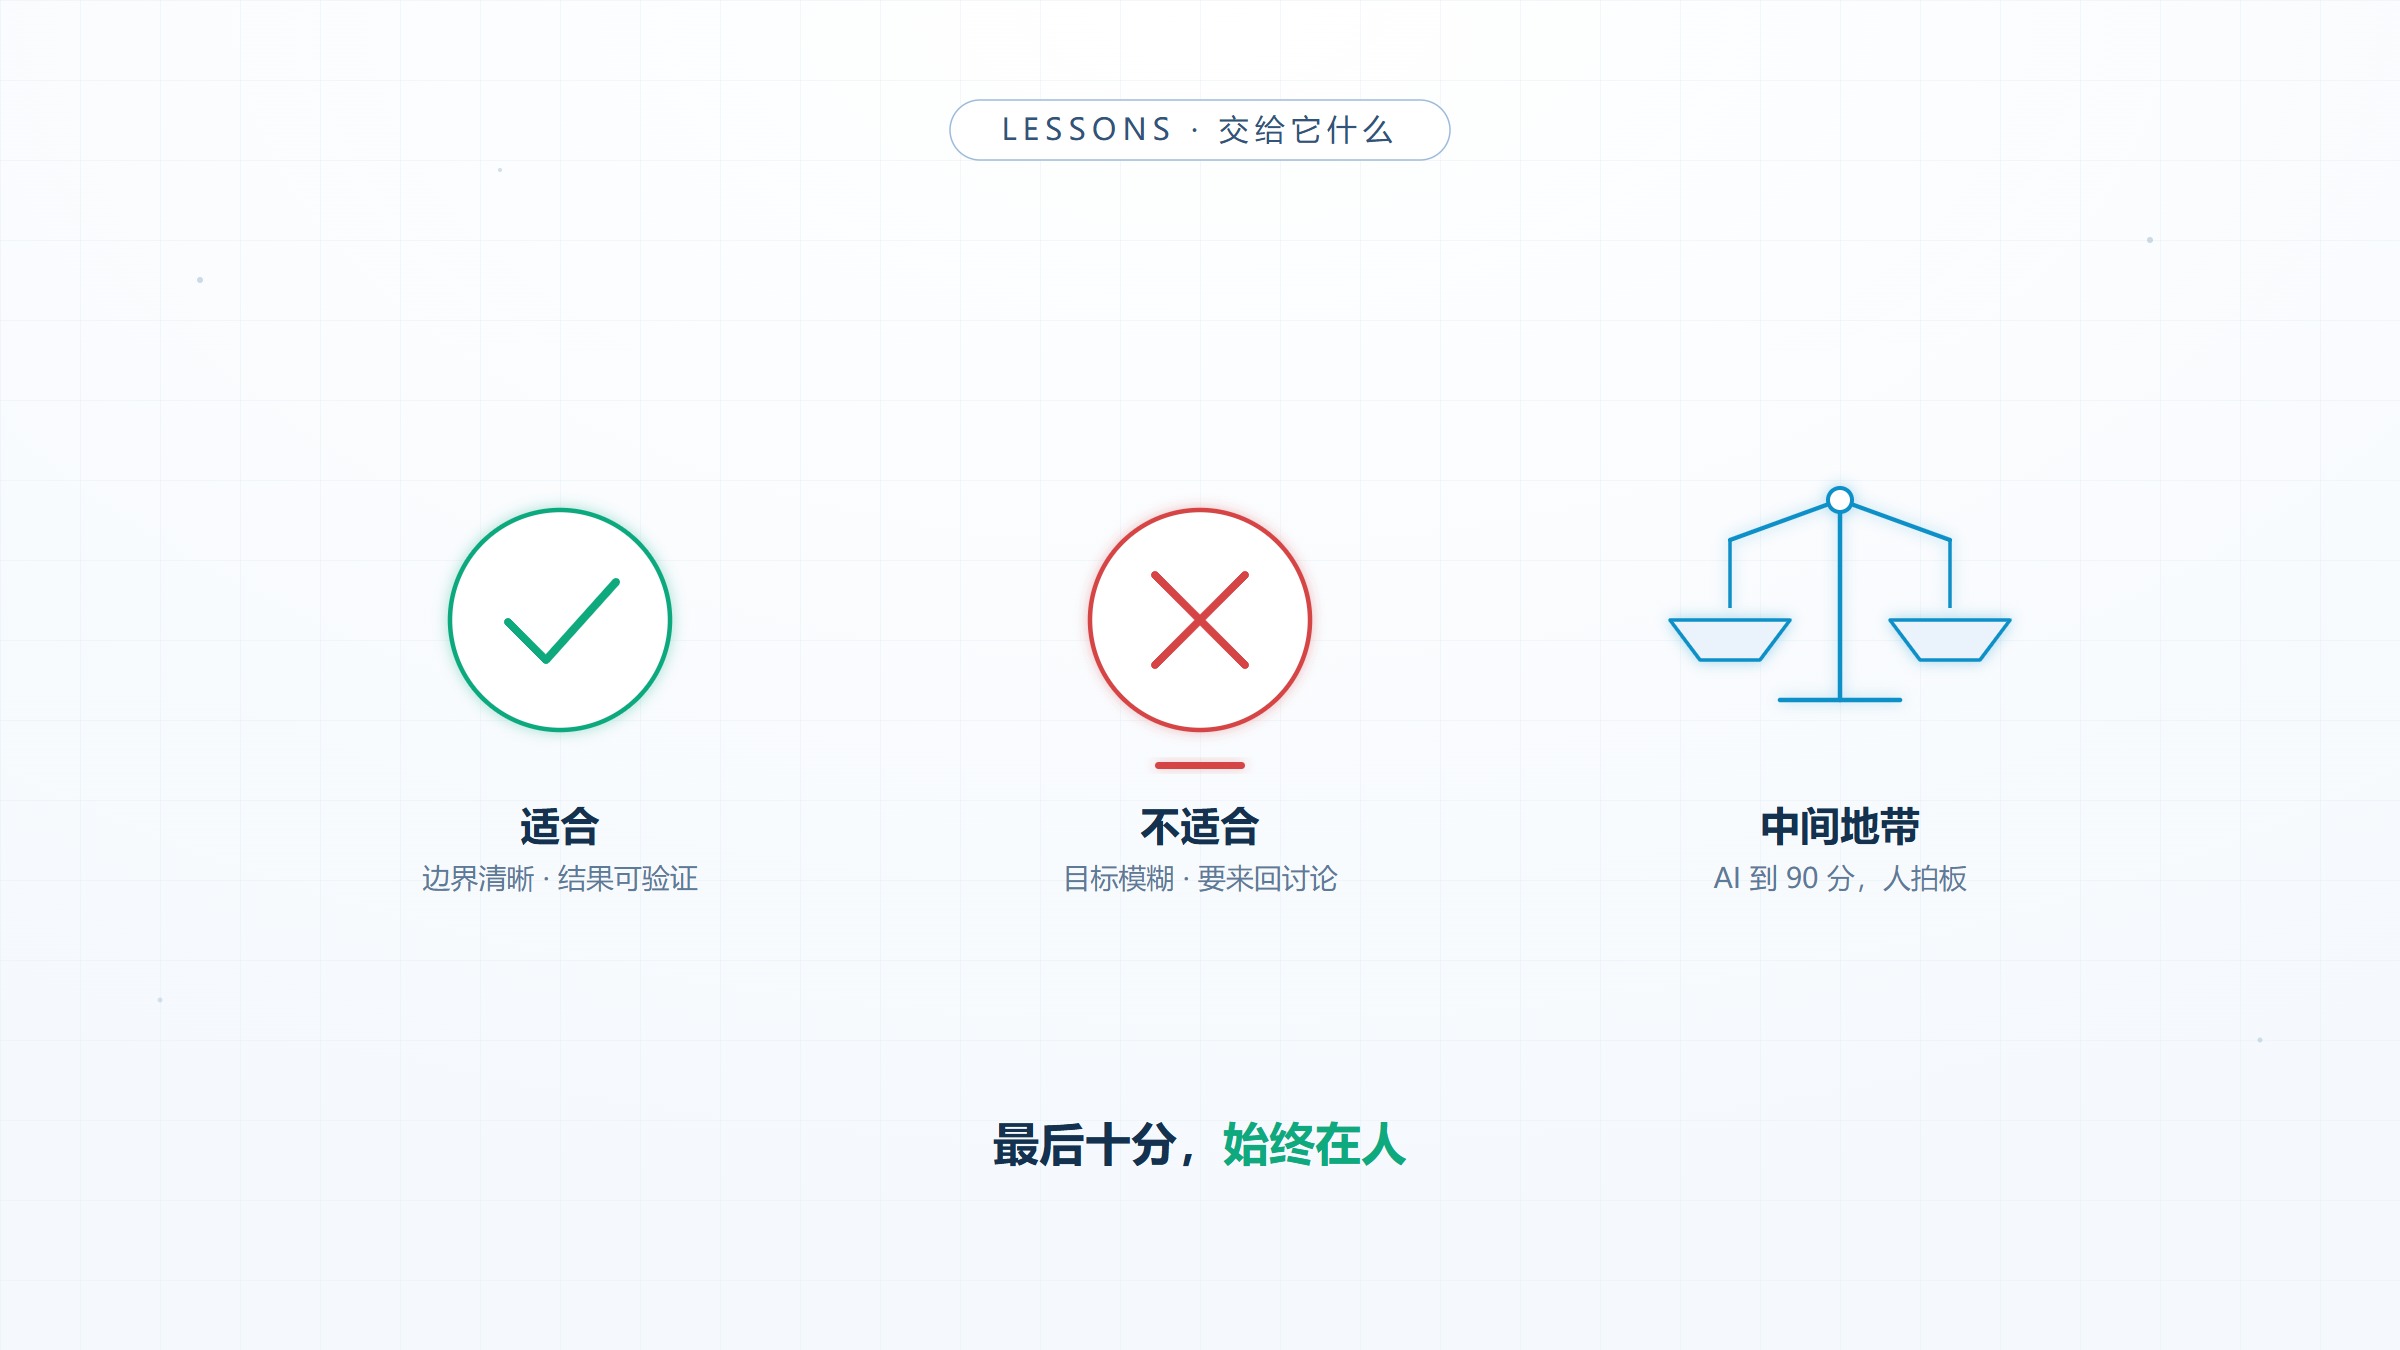 LESSONS · 交给它什么
适合
边界清晰 · 结果可验证
不适合
目标模糊 · 要来回讨论
中间地带
AI 到 90 分，人拍板
最后十分，始终在人